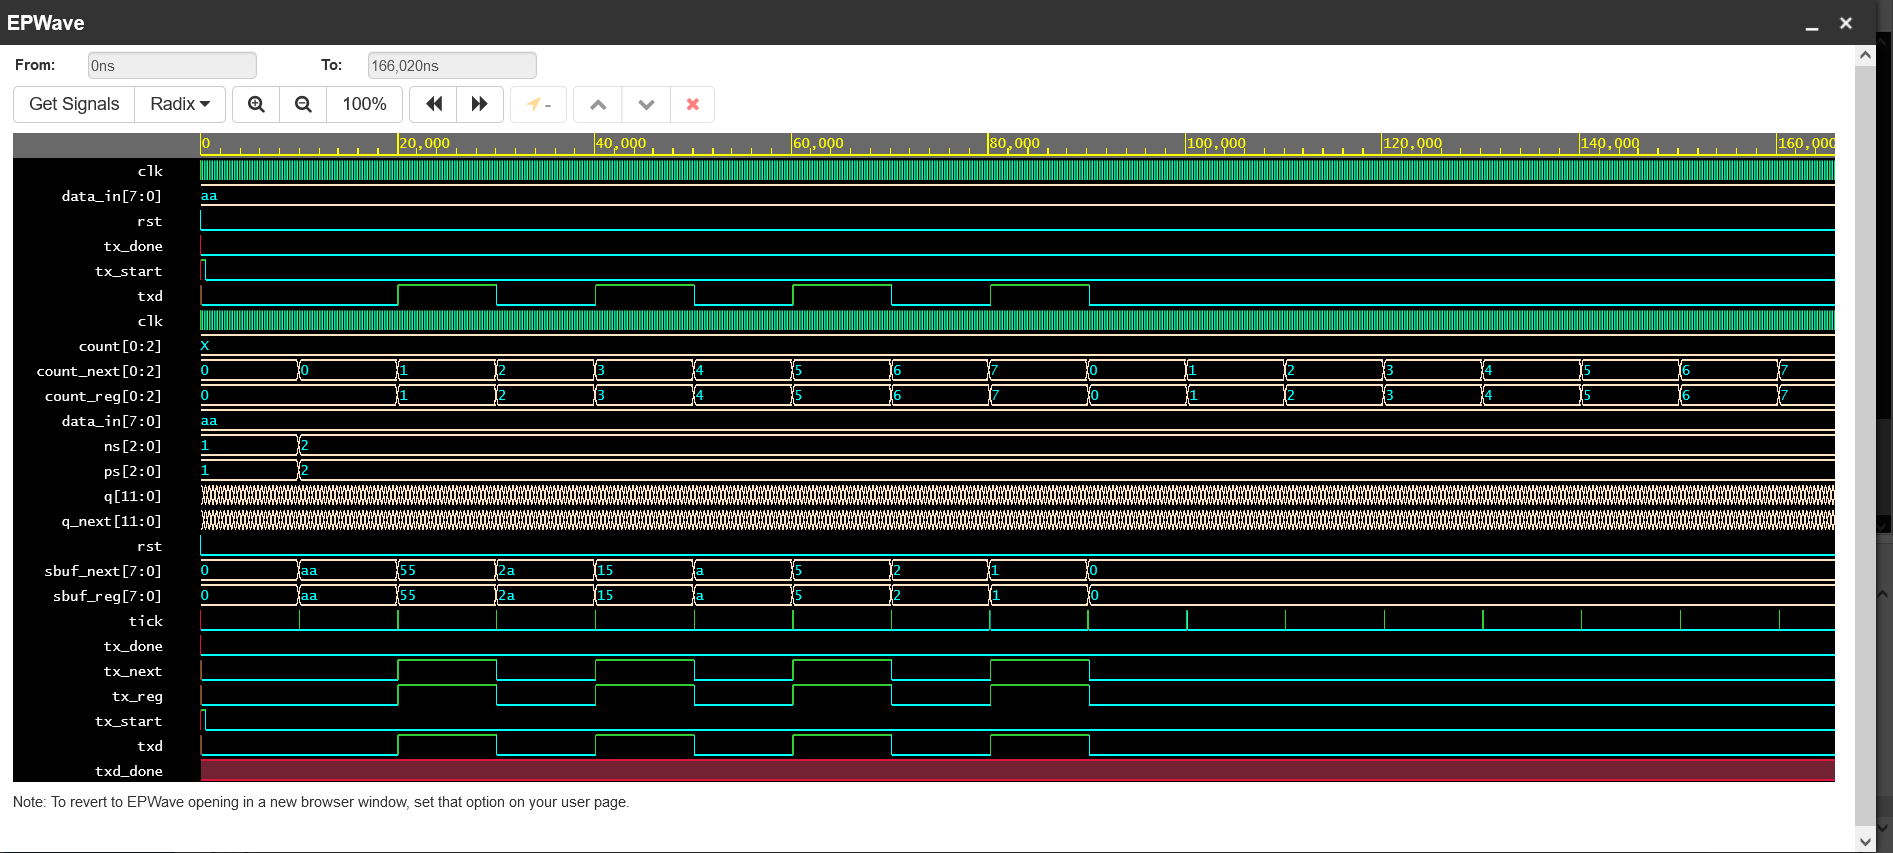 EPWave
From: 0ns To: 166,020ns
Get Signals Radix 100% -
0 20,000 40,000 60,000 80,000 100,000 120,000 140,000 160,000
clk
data_in[7:0] aa
rst
tx_done
tx_start
txd
clk
count[0:2] X
count_next[0:2] 0 0 1 2 3 4 5 6 7 0 1 2 3 4 5 6 7
count_reg[0:2] 0 1 2 3 4 5 6 7 0 1 2 3 4 5 6 7
data_in[7:0] aa
ns[2:0] 1 2
ps[2:0] 1 2
q[11:0]
q_next[11:0]
rst
sbuf_next[7:0] 0 aa 55 2a 15 a 5 2 1 0
sbuf_reg[7:0] 0 aa 55 2a 15 a 5 2 1 0
tick
tx_done
tx_next
tx_reg
tx_start
txd
txd_done
Note: To revert to EPWave opening in a new browser window, set that option on your user page.